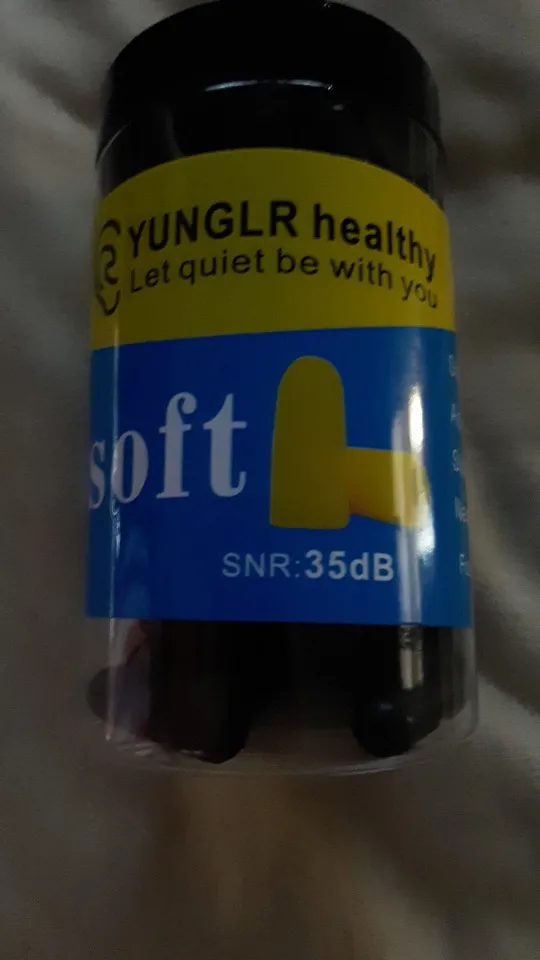 YUNGLR healthy
Let quiet be with you
soft
SNR:35dB